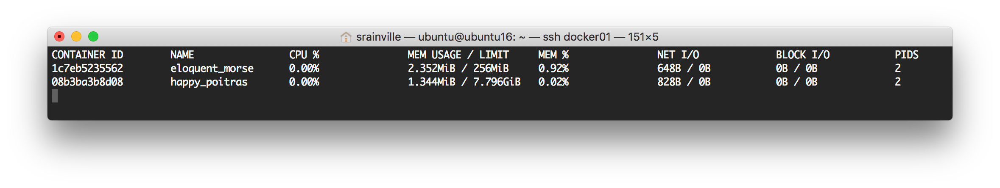 srainville — ubuntu@ubuntu16: ~ — ssh docker01 — 151×5
CONTAINER ID NAME CPU % MEM USAGE / LIMIT MEM % NET I/O BLOCK I/O PIDS
1c7eb5235562 eloquent_morse 0.00% 2.352MiB / 256MiB 0.92% 648B / 0B 0B / 0B 2
08b3ba3b8d08 happy_poitras 0.00% 1.344MiB / 7.796GiB 0.02% 828B / 0B 0B / 0B 2